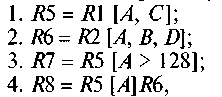 1. R5 = R1 [A, C];
2. R6 = R2 [A, B, D];
3. R7 = R5 [A > 128];
4. R8 = R5 [A]R6,